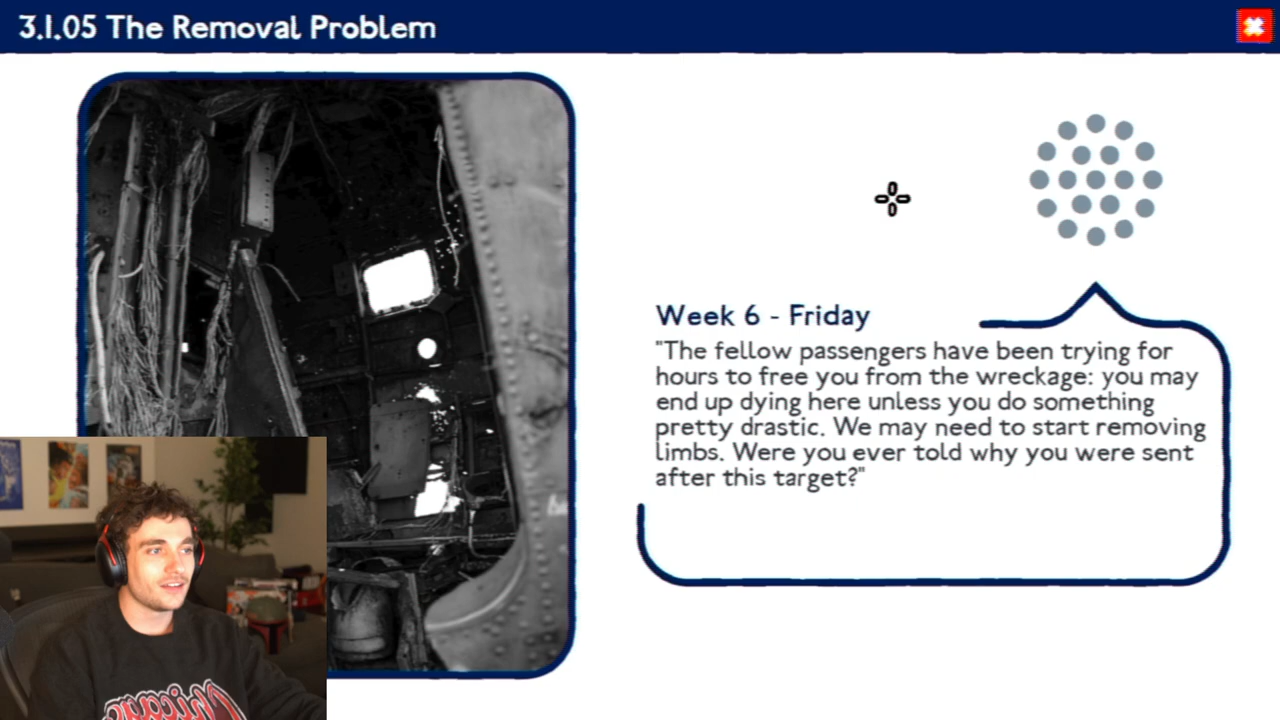 3.1.05 The Removal Problem
Week 6 - Friday
"The fellow passengers have been trying for
hours to free you from the wreckage: you may
end up dying here unless you do something
pretty drastic. We may need to start removing
limbs. Were you ever told why you were sent
after this target?"
Chicago